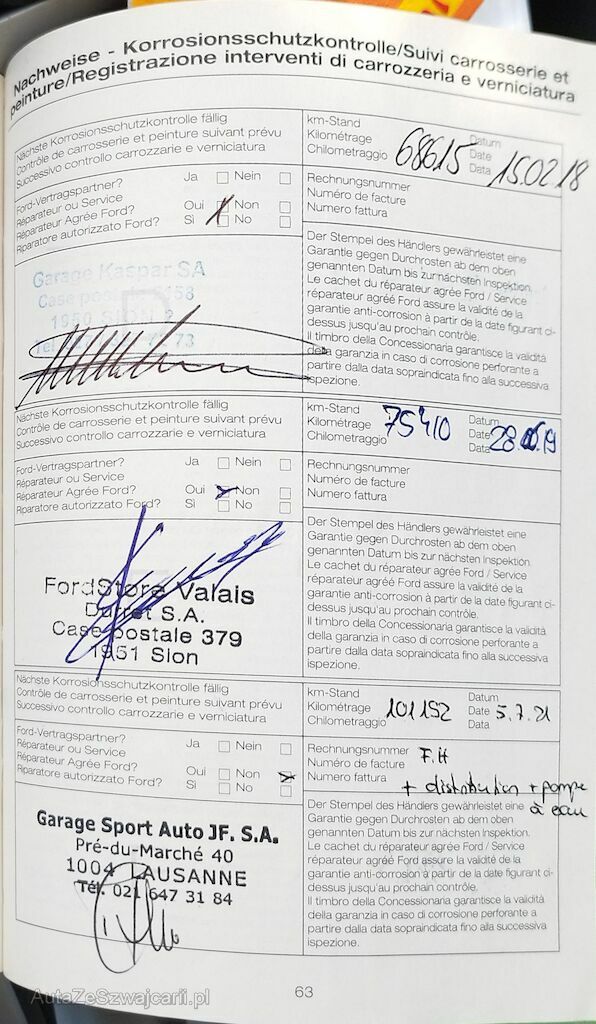 Nachweise - Korrosionsschutzkontrolle/Suivi carrosserie et
peinture/Registrazione interventi di carrozzeria e verniciatura
Nächste Korrosionsschutzkontrolle fällig
Contrôle de carrosserie et peinture suivant prévu
Successivo controllo carrozzarie e verniciatura
km-Stand
Kilométrage
Chilometraggio
68615
Datum
Date
Data
15.02.18
Ford-Vertragspartner?
Réparateur ou Service
Réparateur Agrée Ford?
Riparatore autorizzato Ford?
Ja Nein
Oui Non
Sì No
Rechnungsnummer
Numéro de facture
Numero fattura
Garage Kaspar SA
Case postale
1950 SION 2
Der Stempel des Händlers gewährleistet eine
Garantie gegen Durchrosten ab dem oben
genannten Datum bis zur nächsten Inspektion.
Le cachet du réparateur agréé Ford / Service
réparateur agréé Ford assure la validité de la
garantie anti-corrosion à partir de la date figurant ci-
dessus jusqu'au prochain contrôle.
Il timbro della Concessionaria garantisce la validità
della garanzia in caso di corrosione perforante a
partire dalla data sopraindicata fino alla successiva
ispezione.
Nächste Korrosionsschutzkontrolle fällig
Contrôle de carrosserie et peinture suivant prévu
Successivo controllo carrozzarie e verniciatura
km-Stand
Kilométrage
Chilometraggio
75410
Datum
Date
Data
Ford-Vertragspartner?
Réparateur ou Service
Réparateur Agrée Ford?
Riparatore autorizzato Ford?
Ja Nein
Oui Non
Sì No
Rechnungsnummer
Numéro de facture
Numero fattura
FordStore Valais
Durret S.A.
Case postale 379
1951 Sion
Der Stempel des Händlers gewährleistet eine
Garantie gegen Durchrosten ab dem oben
genannten Datum bis zur nächsten Inspektion.
Le cachet du réparateur agréé Ford / Service
réparateur agréé Ford assure la validité de la
garantie anti-corrosion à partir de la date figurant ci-
dessus jusqu'au prochain contrôle.
Il timbro della Concessionaria garantisce la validità
della garanzia in caso di corrosione perforante a
partire dalla data sopraindicata fino alla successiva
ispezione.
Nächste Korrosionsschutzkontrolle fällig
Contrôle de carrosserie et peinture suivant prévu
Successivo controllo carrozzarie e verniciatura
km-Stand
Kilométrage
Chilometraggio
101152
Datum
Date
Data
5.7.21
Ford-Vertragspartner?
Réparateur ou Service
Réparateur Agrée Ford?
Riparatore autorizzato Ford?
Ja Nein
Oui Non
Sì No
Rechnungsnummer
Numéro de facture
Numero fattura
F.H
+ distribution + pompe
à eau
Garage Sport Auto JF. S.A.
Pré-du-Marché 40
1004 LAUSANNE
Tél. 021 647 31 84
Der Stempel des Händlers gewährleistet eine
Garantie gegen Durchrosten ab dem oben
genannten Datum bis zur nächsten Inspektion.
Le cachet du réparateur agréé Ford / Service
réparateur agréé Ford assure la validité de la
garantie anti-corrosion à partir de la date figurant ci-
dessus jusqu'au prochain contrôle.
Il timbro della Concessionaria garantisce la validità
della garanzia in caso di corrosione perforante a
partire dalla data sopraindicata fino alla successiva
ispezione.
63
AutaZeSzwajcarii.pl